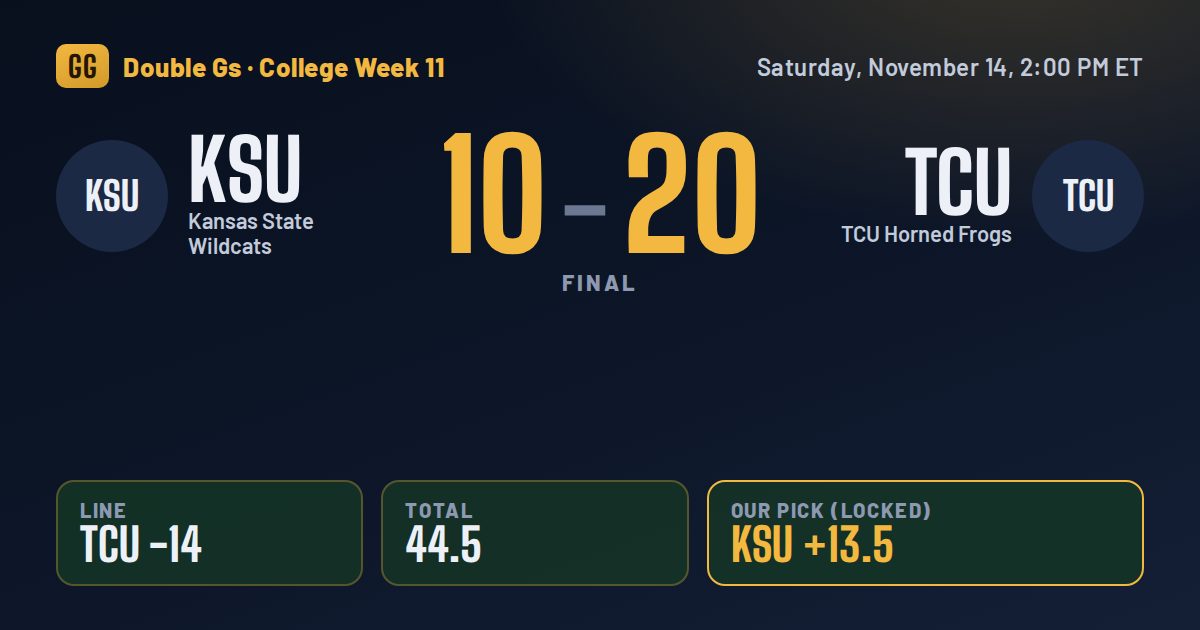 GG Double Gs · College Week 11
Saturday, November 14, 2:00 PM ET
KSU
KSU
Kansas State
Wildcats
10 – 20
FINAL
TCU
TCU Horned Frogs
TCU
LINE
TCU −14
TOTAL
44.5
OUR PICK (LOCKED)
KSU +13.5